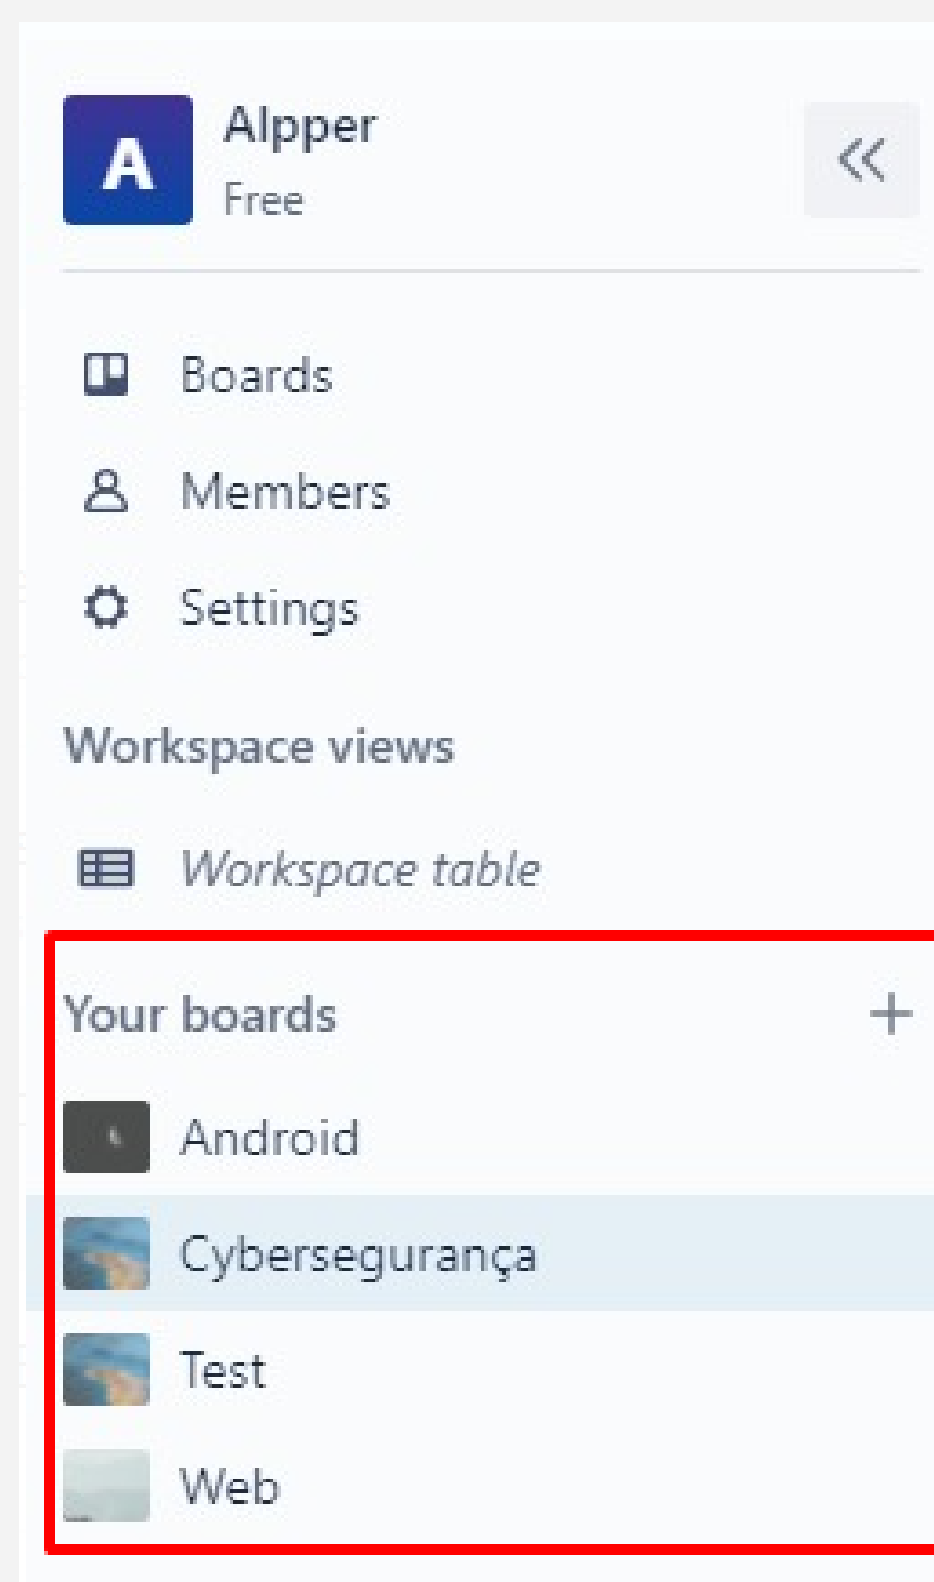 A
Alpper
Free
Boards
Members
Settings
Workspace views
Workspace table
Your boards
Android
Cybersegurança
Test
Web